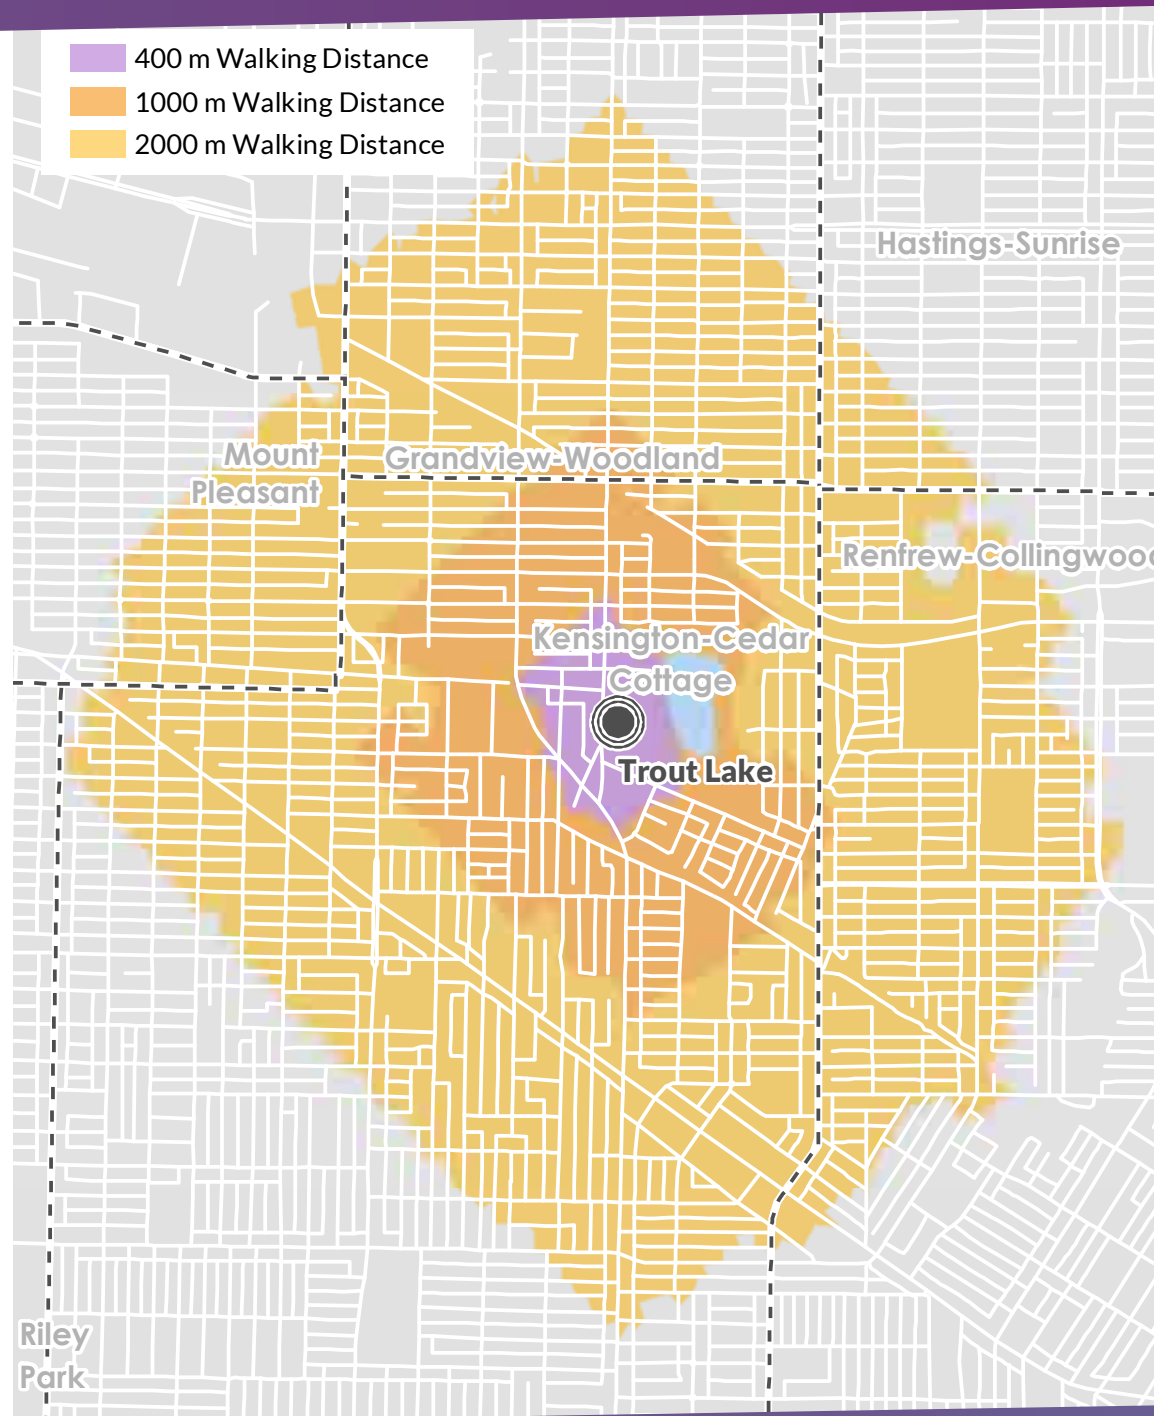 400 m Walking Distance
1000 m Walking Distance
2000 m Walking Distance
Hastings-Sunrise
Mount
Pleasant
Grandview-Woodland
Renfrew-Collingwood
Kensington-Cedar
Cottage
Trout Lake
Riley
Park